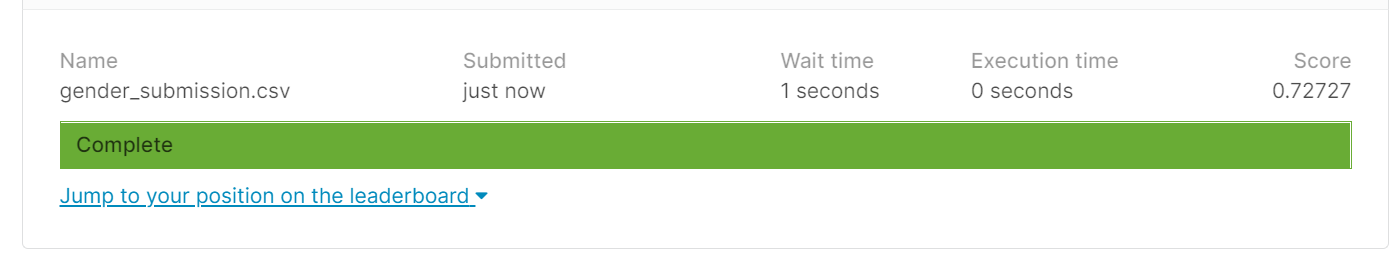 Name Submitted Wait time Execution time Score
gender_submission.csv just now 1 seconds 0 seconds 0.72727
Complete
Jump to your position on the leaderboard